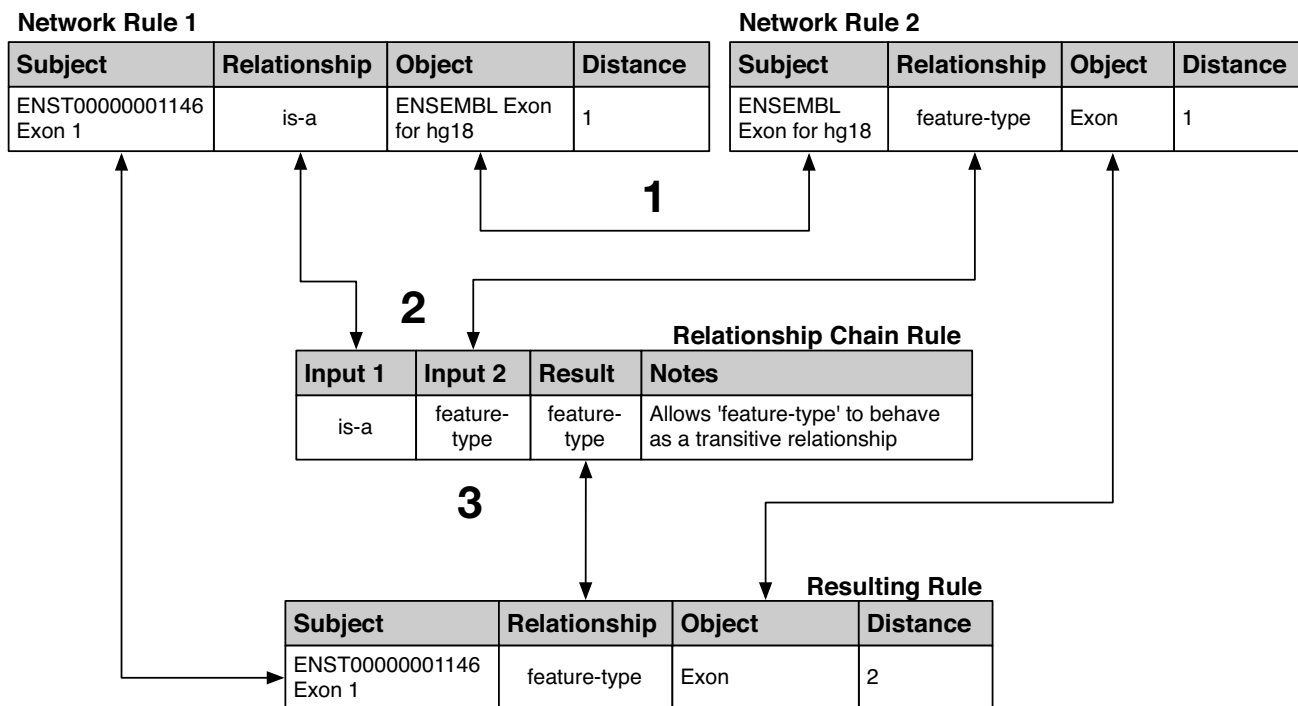 Network Rule 1
Subject Relationship Object Distance
ENST00000001146 Exon 1 is-a ENSEMBL Exon for hg18 1
Network Rule 2
Subject Relationship Object Distance
ENSEMBL Exon for hg18 feature-type Exon 1
1
2
Relationship Chain Rule
Input 1 Input 2 Result Notes
is-a feature-type feature-type Allows 'feature-type' to behave as a transitive relationship
3
Resulting Rule
Subject Relationship Object Distance
ENST00000001146 Exon 1 feature-type Exon 2